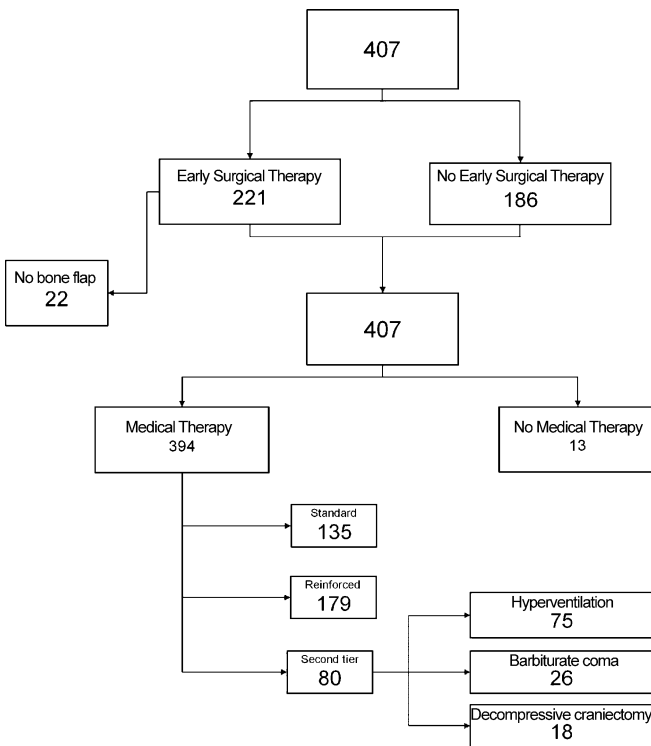 407
Early Surgical Therapy
221
No Early Surgical Therapy
186
No bone flap
22
407
Medical Therapy
394
No Medical Therapy
13
Standard
135
Reinforced
179
Second tier
80
Hyperventilation
75
Barbiturate coma
26
Decompressive craniectomy
18